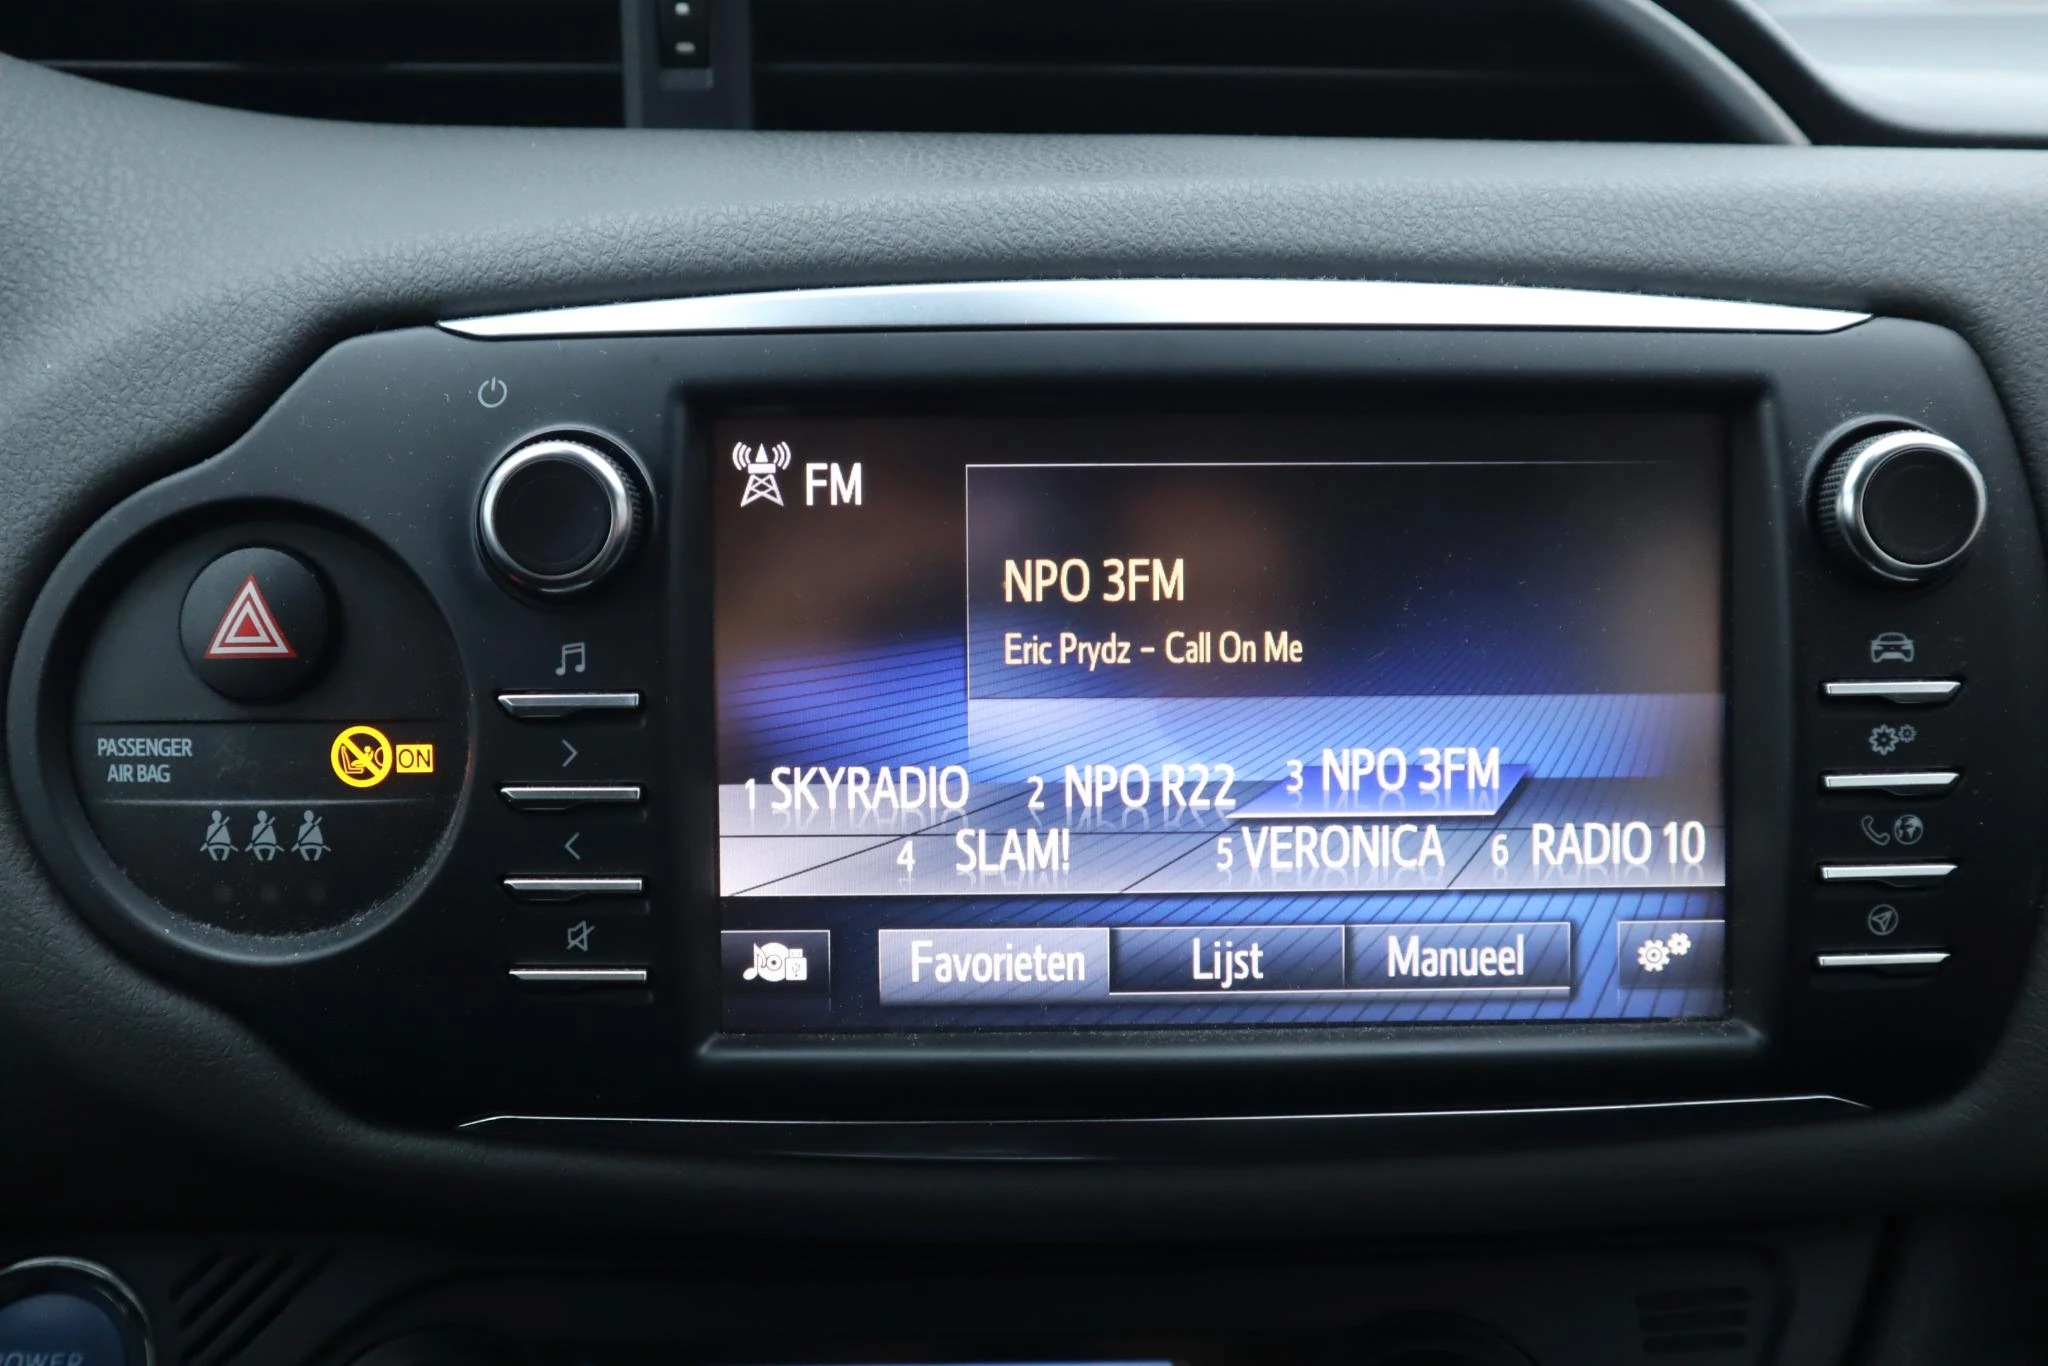 FM
NPO 3FM
Eric Prydz - Call On Me
PASSENGER
AIR BAG
ON
1 SKYRADIO 2 NPO R22 3 NPO 3FM
4 SLAM! 5 VERONICA 6 RADIO 10
Favorieten Lijst Manueel
POWER